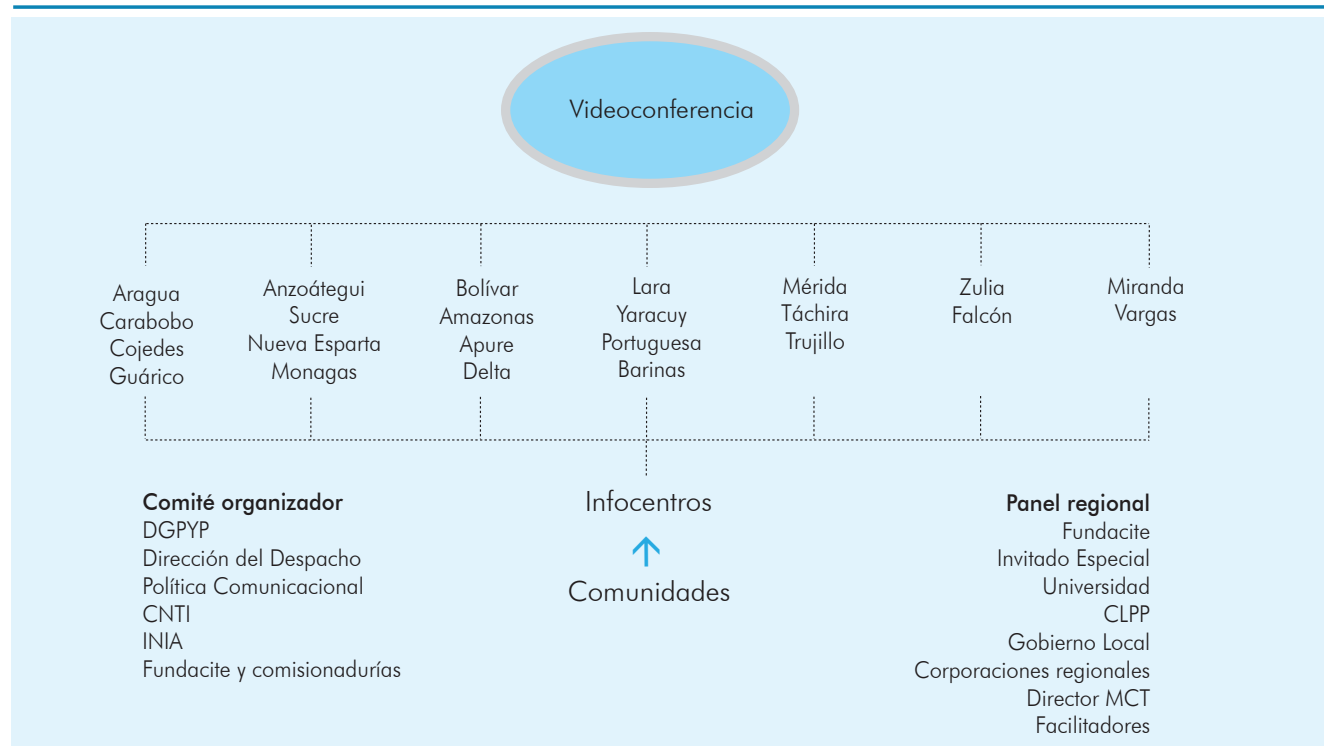 Videoconferencia
Aragua
Carabobo
Cojedes
Guárico
Anzoátegui
Sucre
Nueva Esparta
Monagas
Bolívar
Amazonas
Apure
Delta
Lara
Yaracuy
Portuguesa
Barinas
Mérida
Táchira
Trujillo
Zulia
Falcón
Miranda
Vargas
Comité organizador
DGPYP
Dirección del Despacho
Política Comunicacional
CNTI
INIA
Fundacite y comisionadurías
Infocentros
Comunidades
Panel regional
Fundacite
Invitado Especial
Universidad
CLPP
Gobierno Local
Corporaciones regionales
Director MCT
Facilitadores